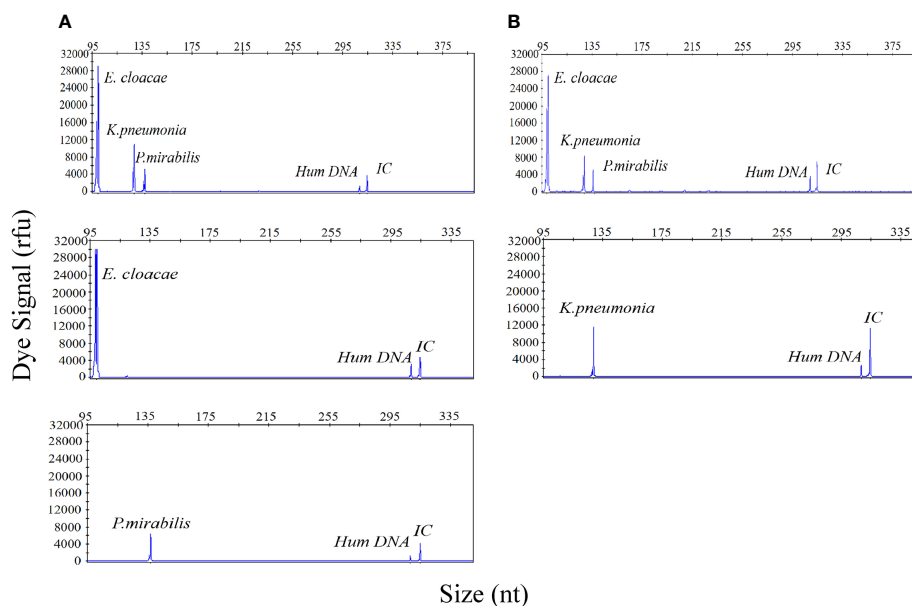 A
B
95 135 215 255 295 335 375
32000
28000
24000
20000
16000
12000
8000
4000
0
E. cloacae
K.pneumonia
P.mirabilis
Hum DNA
IC
95 135 215 255 295 335 375
32000
28000
24000
20000
16000
12000
8000
4000
0
E. cloacae
K.pneumonia
P.mirabilis
Hum DNA
IC
95 135 175 215 255 295 335
32000
28000
24000
20000
16000
12000
8000
4000
0
E. cloacae
Hum DNA
IC
95 135 175 215 255 295 335
32000
28000
24000
20000
16000
12000
8000
4000
0
K.pneumonia
Hum DNA
IC
95 135 175 215 255 295 335
32000
28000
24000
20000
16000
12000
8000
4000
0
P.mirabilis
Hum DNA
IC
Dye Signal (rfu)
Size (nt)